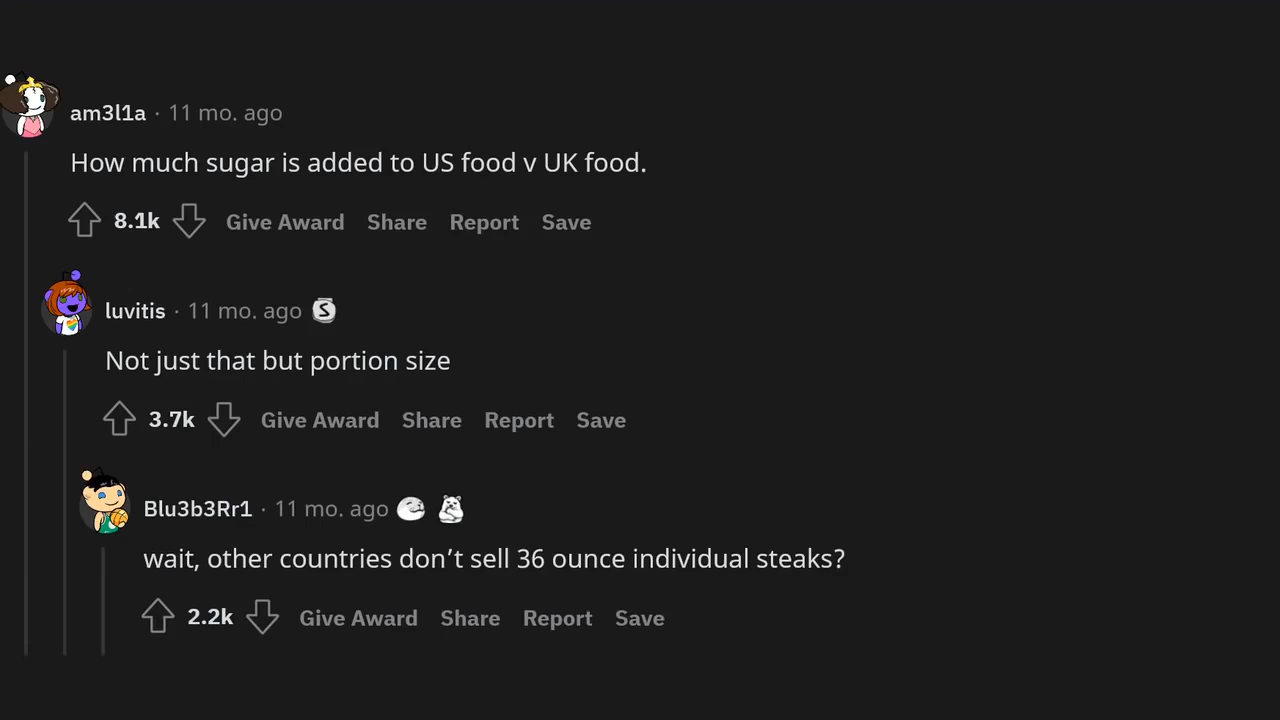 am3l1a · 11 mo. ago
How much sugar is added to US food v UK food.
8.1k Give Award Share Report Save
luvitis · 11 mo. ago
Not just that but portion size
3.7k Give Award Share Report Save
Blu3b3Rr1 · 11 mo. ago
wait, other countries don’t sell 36 ounce individual steaks?
2.2k Give Award Share Report Save